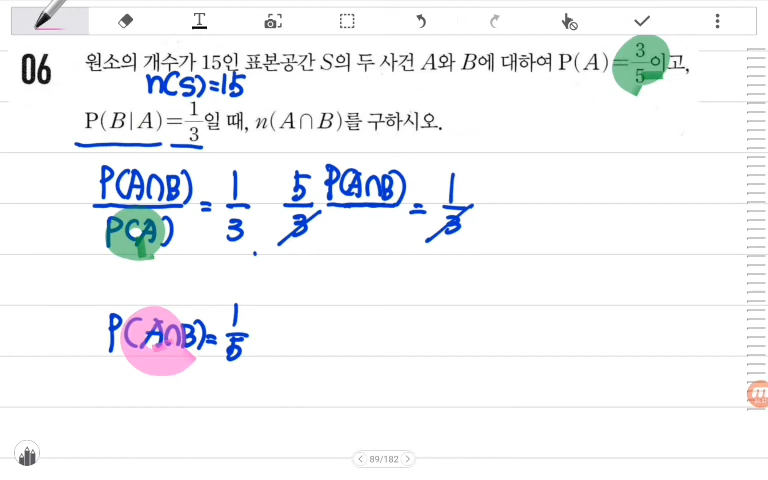 06 원소의 개수가 15인 표본공간 S의 두 사건 A와 B에 대하여 P(A)=3/5이고,
n(S)=15
P(B|A)=1/3일 때, n(A∩B)를 구하시오.
P(A∩B)/P(A) = 1/3. 5/3 P(A∩B) = 1/3
P(A∩B)=1/5
89/182